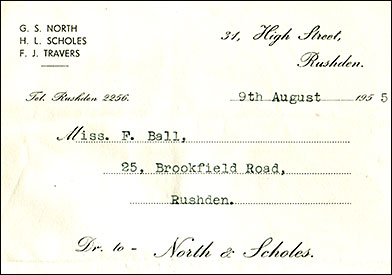 G. S. NORTH
H. L. SCHOLES
F. J. TRAVERS
31, High Street,
Rushden.
Tel. Rushden 2256.
9th August 1955
Miss. F. Ball,
25, Brookfield Road,
Rushden.
Dr. to - North & Scholes.